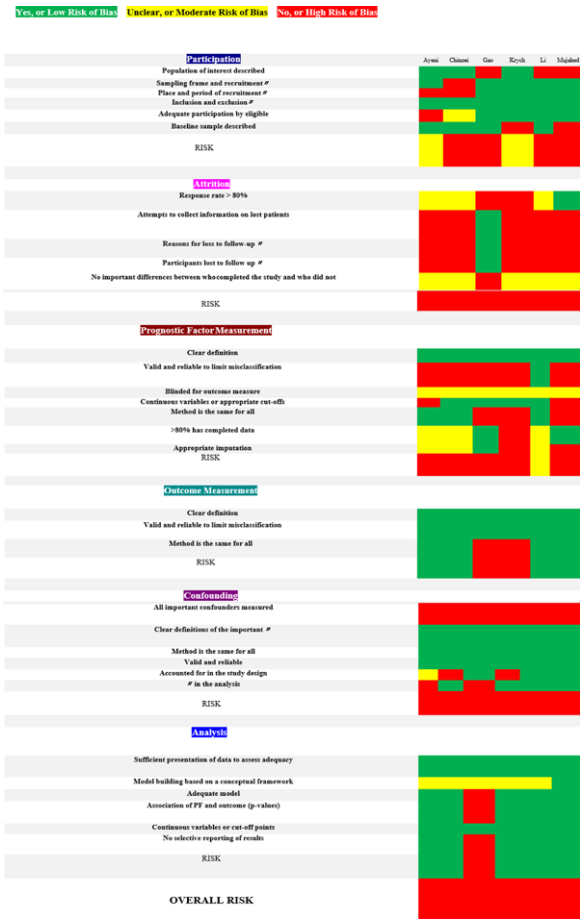 Yes, or Low Risk of Bias Unclear, or Moderate Risk of Bias No, or High Risk of Bias
Participation Ayeni Chinzei Gao Krych Li Mujahed
Population of interest described
Sampling frame and recruitment〃
Place and period of recruitment〃
Inclusion and exclusion〃
Adequate participation by eligible
Baseline sample described
RISK
Attrition
Response rate > 80%
Attempts to collect information on lost patients
Reasons for loss to follow-up 〃
Participants lost to follow up 〃
No important differences between whocompleted the study and who did not
RISK
Prognostic Factor Measurement
Clear definition
Valid and reliable to limit misclassification
Blinded for outcome measure
Continuous variables or appropriate cut-offs
Method is the same for all
>80% has completed data
Appropriate imputation
RISK
Outcome Measurement
Clear definition
Valid and reliable to limit misclassification
Method is the same for all
RISK
Confounding
All important confounders measured
Clear definitions of the important 〃
Method is the same for all
Valid and reliable
Accounted for in the study design
〃 in the analysis
RISK
Analysis
Sufficient presentation of data to assess adequacy
Model building based on a conceptual framework
Adequate model
Association of PF and outcome (p-values)
Continuous variables or cut-off points
No selective reporting of results
RISK
OVERALL RISK